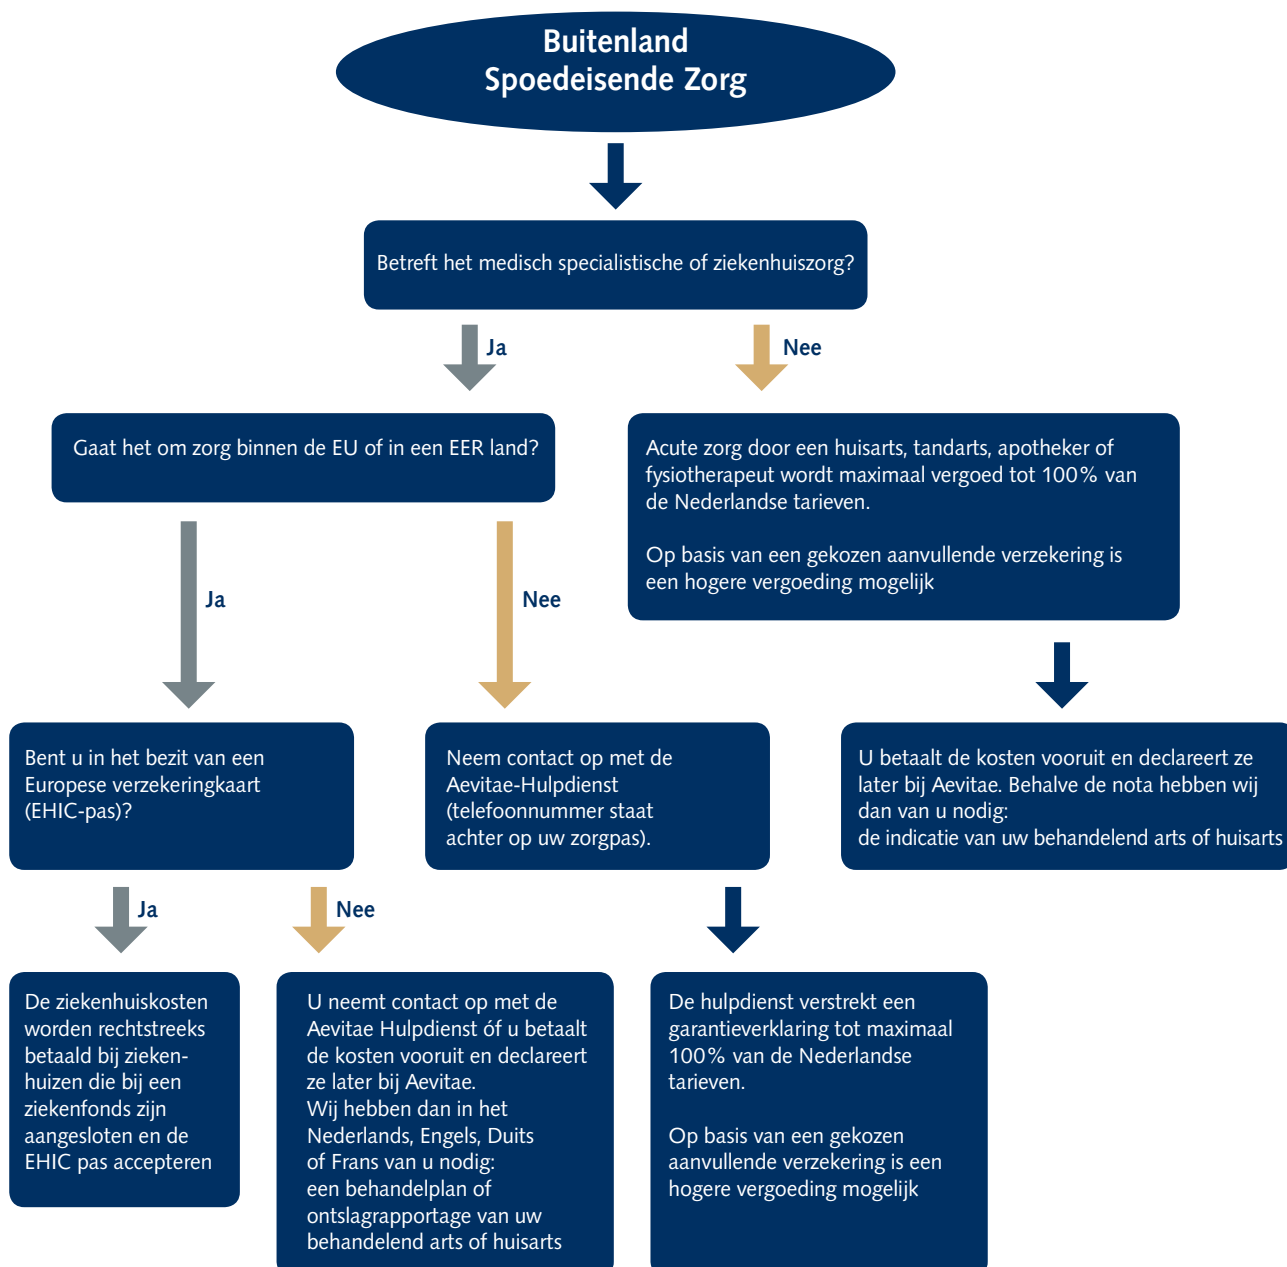 Buitenland
Spoedeisende Zorg
Betreft het medisch specialistische of ziekenhuiszorg?
Ja
Nee
Gaat het om zorg binnen de EU of in een EER land?
Acute zorg door een huisarts, tandarts, apotheker of
fysiotherapeut wordt maximaal vergoed tot 100% van
de Nederlandse tarieven.
Op basis van een gekozen aanvullende verzekering is
een hogere vergoeding mogelijk
Ja
Nee
Bent u in het bezit van een
Europese verzekeringkaart
(EHIC-pas)?
Neem contact op met de
Aevitae-Hulpdienst
(telefoonnummer staat
achter op uw zorgpas).
U betaalt de kosten vooruit en declareert ze
later bij Aevitae. Behalve de nota hebben wij
dan van u nodig:
de indicatie van uw behandelend arts of huisarts
Ja
Nee
De ziekenhuiskosten
worden rechtstreeks
betaald bij zieken-
huizen die bij een
ziekenfonds zijn
aangesloten en de
EHIC pas accepteren
U neemt contact op met de
Aevitae Hulpdienst óf u betaalt
de kosten vooruit en declareert
ze later bij Aevitae.
Wij hebben dan in het
Nederlands, Engels, Duits
of Frans van u nodig:
een behandelplan of
ontslagrapportage van uw
behandelend arts of huisarts
De hulpdienst verstrekt een
garantieverklaring tot maximaal
100% van de Nederlandse
tarieven.
Op basis van een gekozen
aanvullende verzekering is een
hogere vergoeding mogelijk